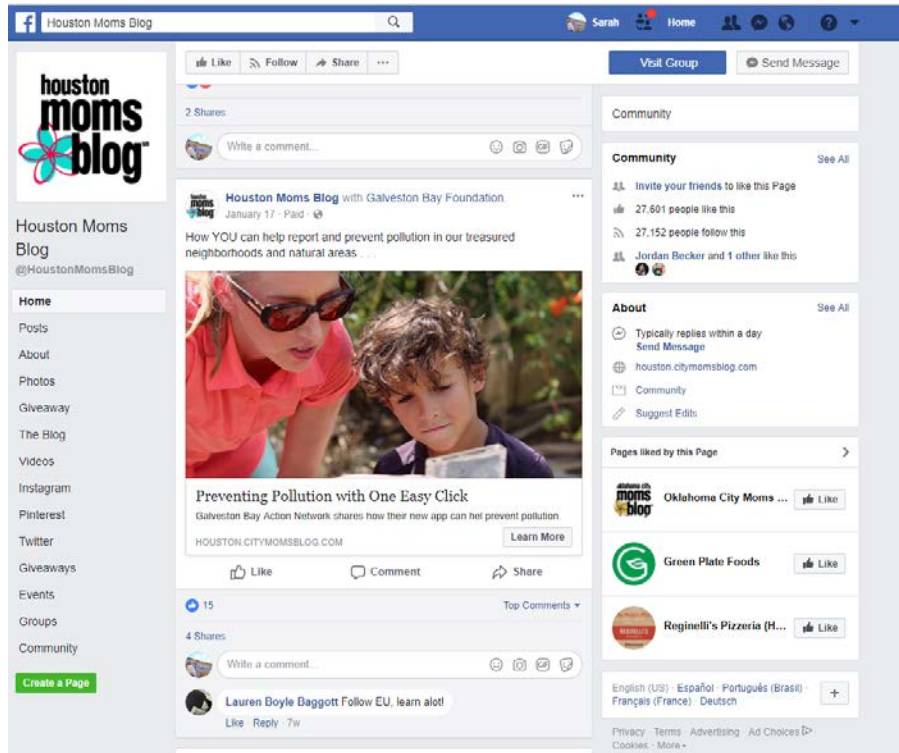 Houston Moms Blog
Sarah
Home
houston
moms
blog
Houston Moms
Blog
@HoustonMomsBlog
Home
Posts
About
Photos
Giveaway
The Blog
Videos
Instagram
Pinterest
Twitter
Giveaways
Events
Groups
Community
Create a Page
Like Follow Share ...
Visit Group
Send Message
2 Shares
Write a comment...
houston
moms
blog
Houston Moms Blog with Galveston Bay Foundation
January 17 · Paid ·
How YOU can help report and prevent pollution in our treasured
neighborhoods and natural areas . . .
Preventing Pollution with One Easy Click
Galveston Bay Action Network shares how their new app can hel prevent pollution.
HOUSTON.CITYMOMSBLOG.COM
Learn More
Like Comment Share
15
Top Comments
4 Shares
Write a comment...
Lauren Boyle Baggott Follow EU, learn alot!
Like · Reply · 7w
Community
Community See All
Invite your friends to like this Page
27,601 people like this
27,152 people follow this
Jordan Becker and 1 other like this
About See All
Typically replies within a day
Send Message
houston.citymomsblog.com
Community
Suggest Edits
Pages liked by this Page
oklahoma city
moms
blog
Oklahoma City Moms ... Like
Green Plate Foods Like
REGINELLI'S
Reginelli's Pizzeria (H... Like
English (US) · Español · Português (Brasil) ·
Français (France) · Deutsch
Privacy · Terms · Advertising · Ad Choices
Cookies · More